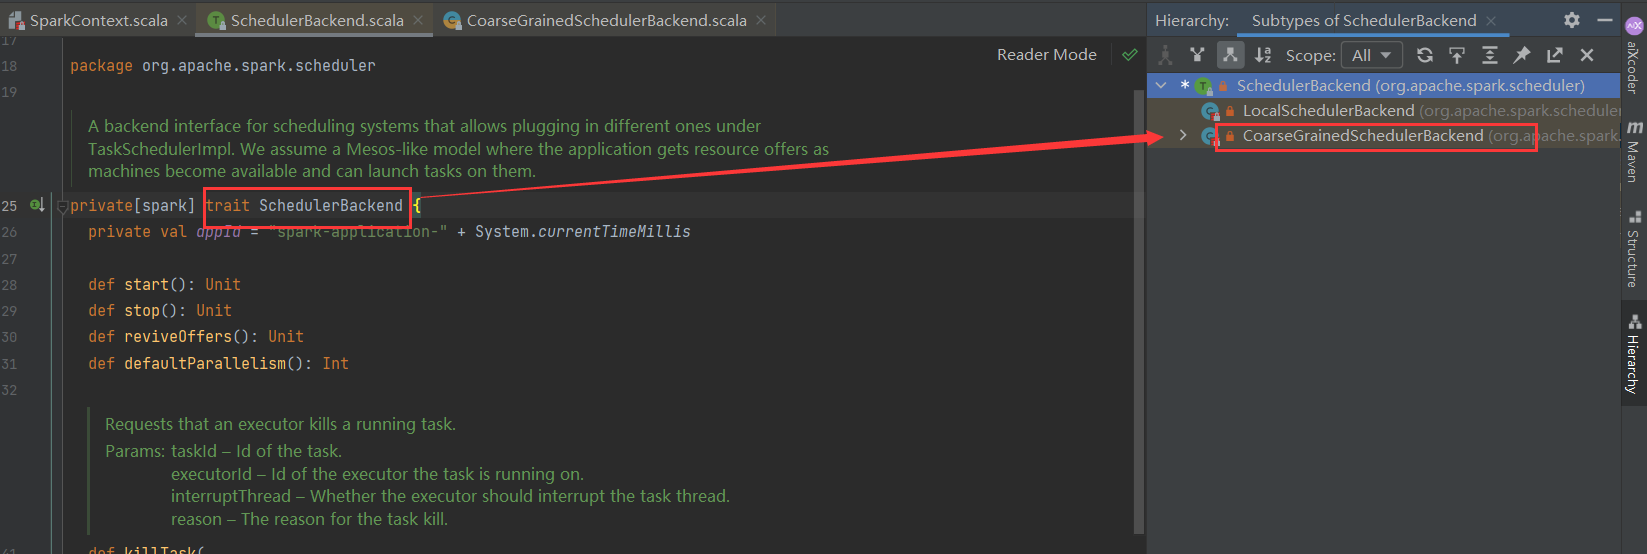 SparkContext.scala
SchedulerBackend.scala
CoarseGrainedSchedulerBackend.scala
Reader Mode
17
18 package org.apache.spark.scheduler
19
A backend interface for scheduling systems that allows plugging in different ones under
TaskSchedulerImpl. We assume a Mesos-like model where the application gets resource offers as
machines become available and can launch tasks on them.
25 private[spark] trait SchedulerBackend {
26 private val appId = "spark-application-" + System.currentTimeMillis
27
28 def start(): Unit
29 def stop(): Unit
30 def reviveOffers(): Unit
31 def defaultParallelism(): Int
32
Requests that an executor kills a running task.
Params: taskId – Id of the task.
executorId – Id of the executor the task is running on.
interruptThread – Whether the executor should interrupt the task thread.
reason – The reason for the task kill.
41 def killTask(
Hierarchy: Subtypes of SchedulerBackend
Scope: All
* SchedulerBackend (org.apache.spark.scheduler)
LocalSchedulerBackend (org.apache.spark.scheduler
CoarseGrainedSchedulerBackend (org.apache.spark.
aiXcoder
Maven
Structure
Hierarchy